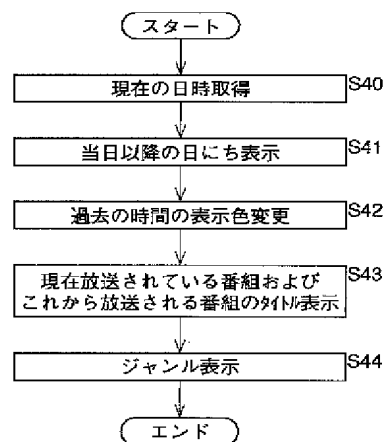 スタート
現在の日時取得 S40
当日以降の日にち表示 S41
過去の時間の表示色変更 S42
現在放送されている番組および S43
これから放送される番組のﾀｲﾄﾙ表示
ジャンル表示 S44
エンド